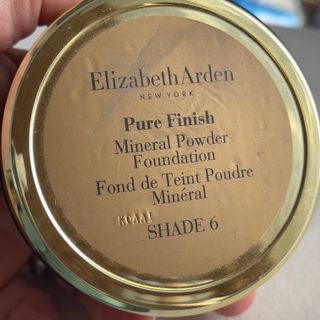 Elizabeth Arden
NEW YORK
Pure Finish
Mineral Powder
Foundation
Fond de Teint Poudre
Minéral
SHADE 6